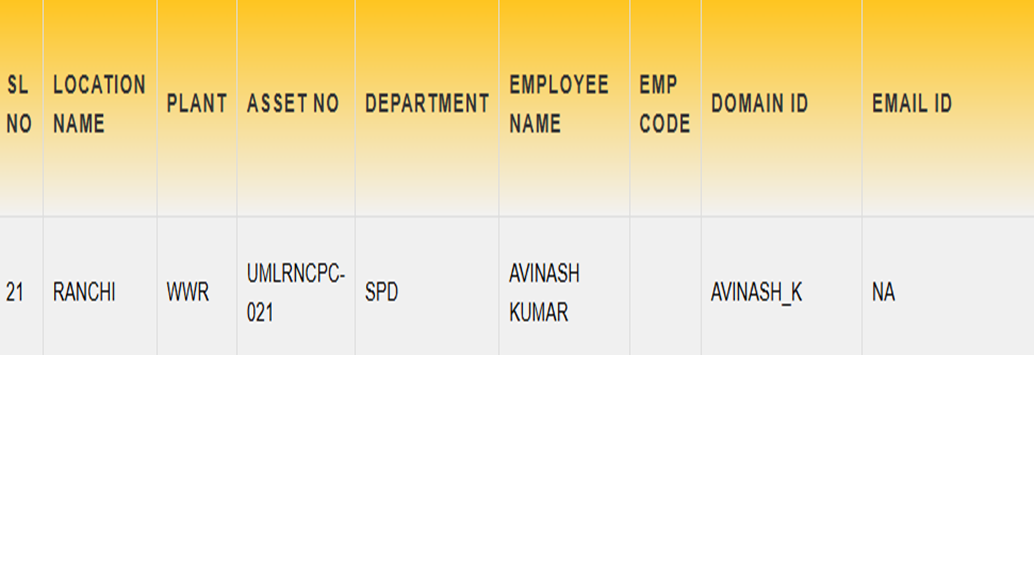 SL NO LOCATION NAME PLANT ASSET NO DEPARTMENT EMPLOYEE NAME EMP CODE DOMAIN ID EMAIL ID
21 RANCHI WWR UMLRNCPC-021 SPD AVINASH KUMAR AVINASH_K NA